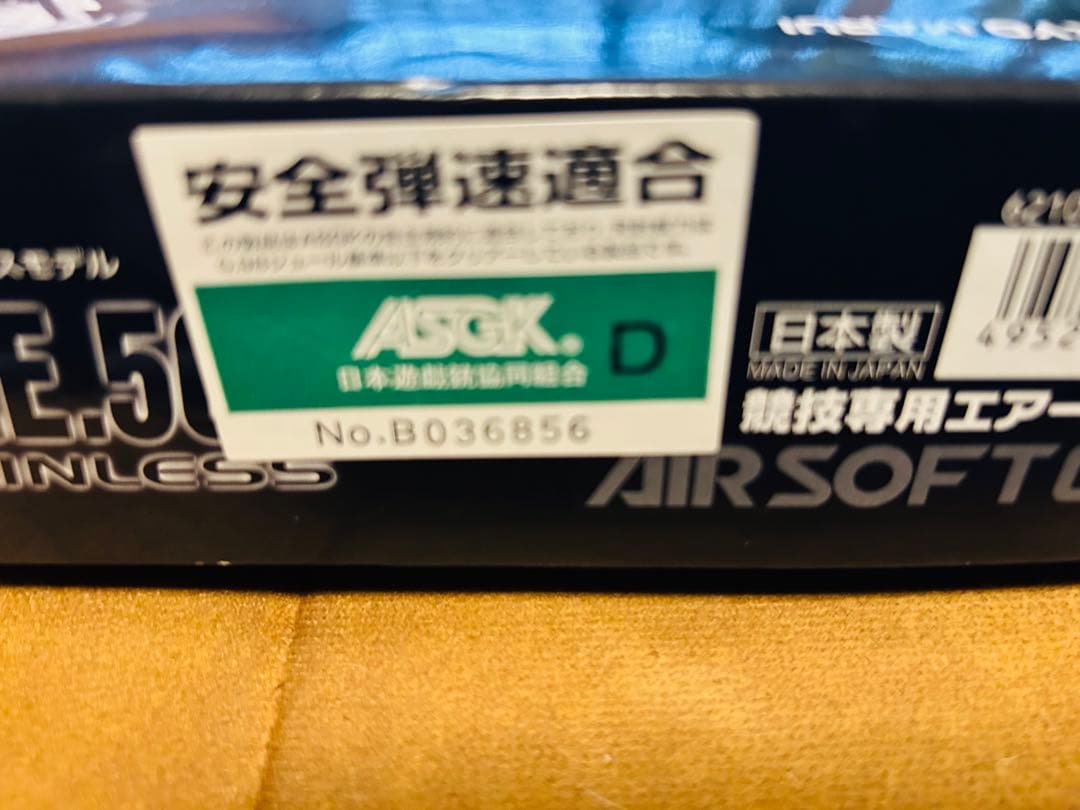 安全弾速適合
ASGK.
日本遊戯銃協同組合
D
No.B036856
スモデル
E.50
INLESS
6210
4952
日本製
MADE IN JAPAN
競技専用エアー
AIRSOFT